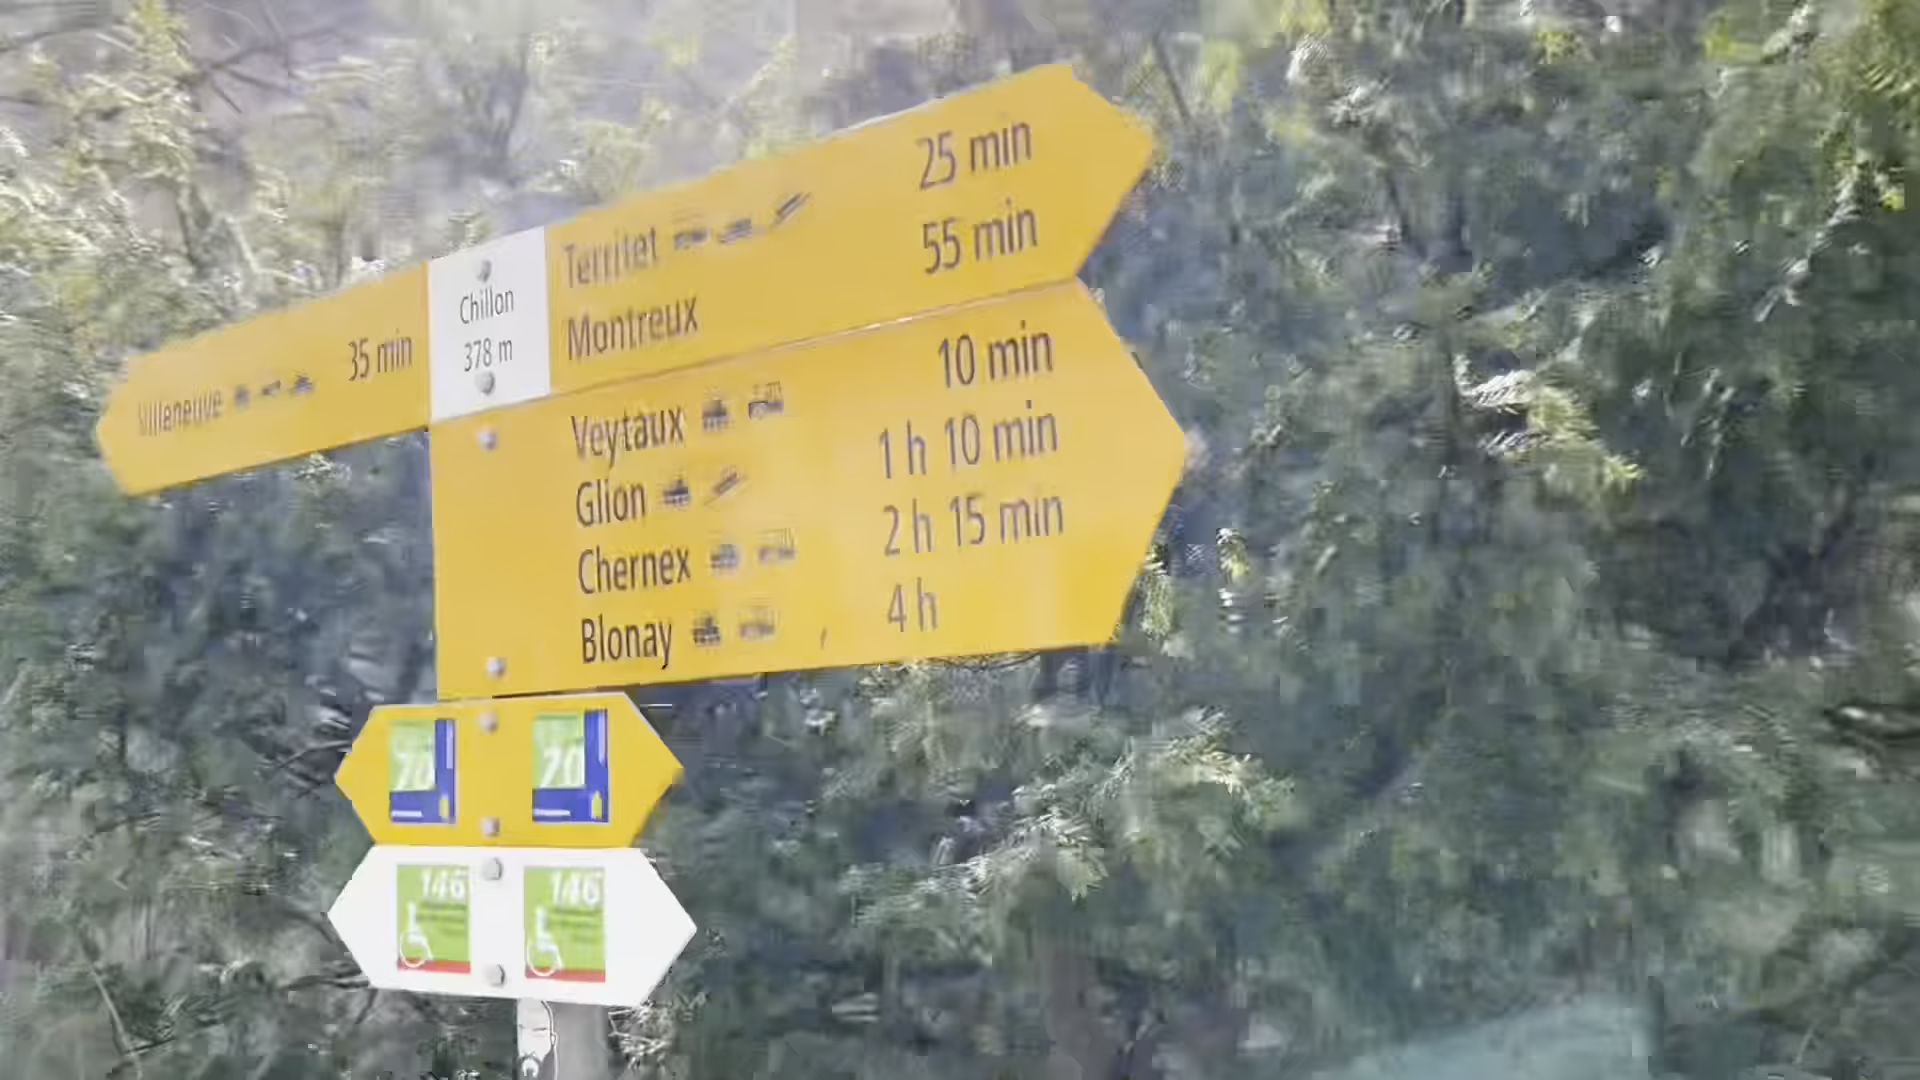 Territet 25 min
Montreux 55 min
Chillon
378 m
Villeneuve 35 min
Veytaux 10 min
Glion 1 h 10 min
Chernex 2 h 15 min
Blonay 4 h
70 70
146 146